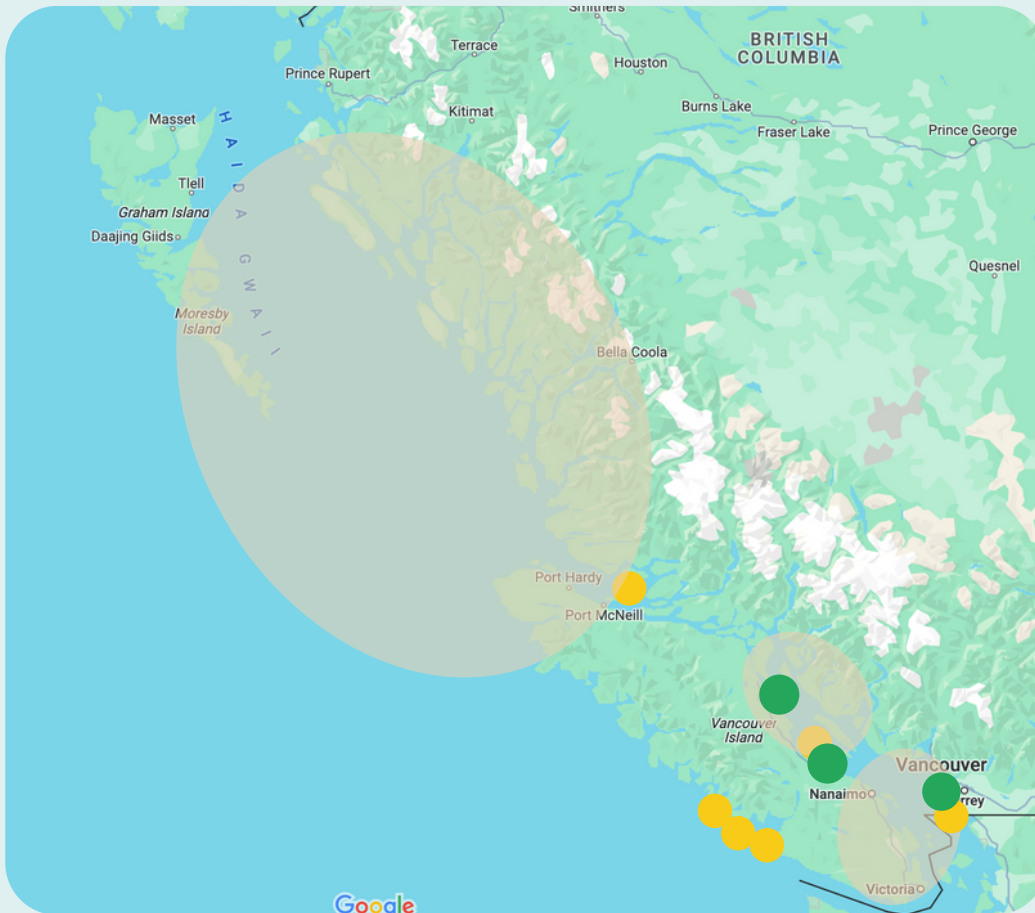 Smithers
BRITISH
COLUMBIA
Terrace
Houston
Prince Rupert
Burns Lake
Kitimat
Masset
Fraser Lake
Prince George
HAIDA GWAII
Tlell
Graham Island
Daajing Giids
Quesnel
Moresby
Island
Bella Coola
Port Hardy
Port McNeill
Vancouver
Island
Vancouver
Nanaimo
rrey
Victoria
Google